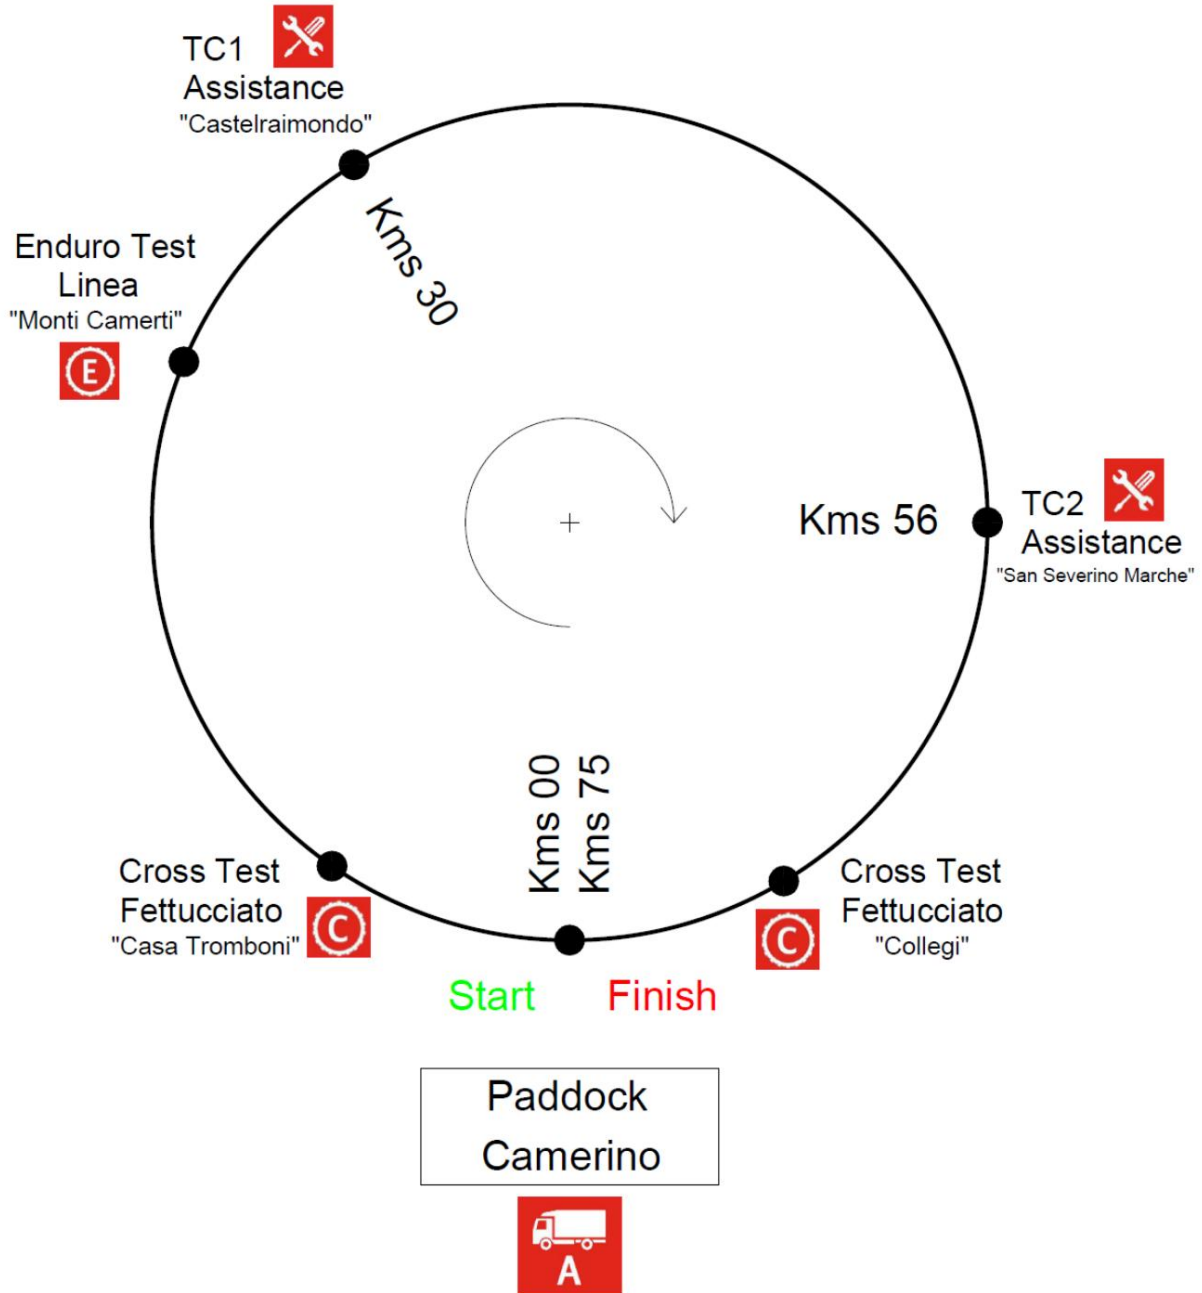 TC1
Assistance
"Castelraimondo"
Kms 30
Enduro Test
Linea
"Monti Camerti"
E
Kms 56
TC2
Assistance
"San Severino Marche"
Kms 00
Kms 75
Cross Test
Fettucciato
"Casa Tromboni"
C
Cross Test
Fettucciato
"Collegi"
C
Start
Finish
Paddock
Camerino
A